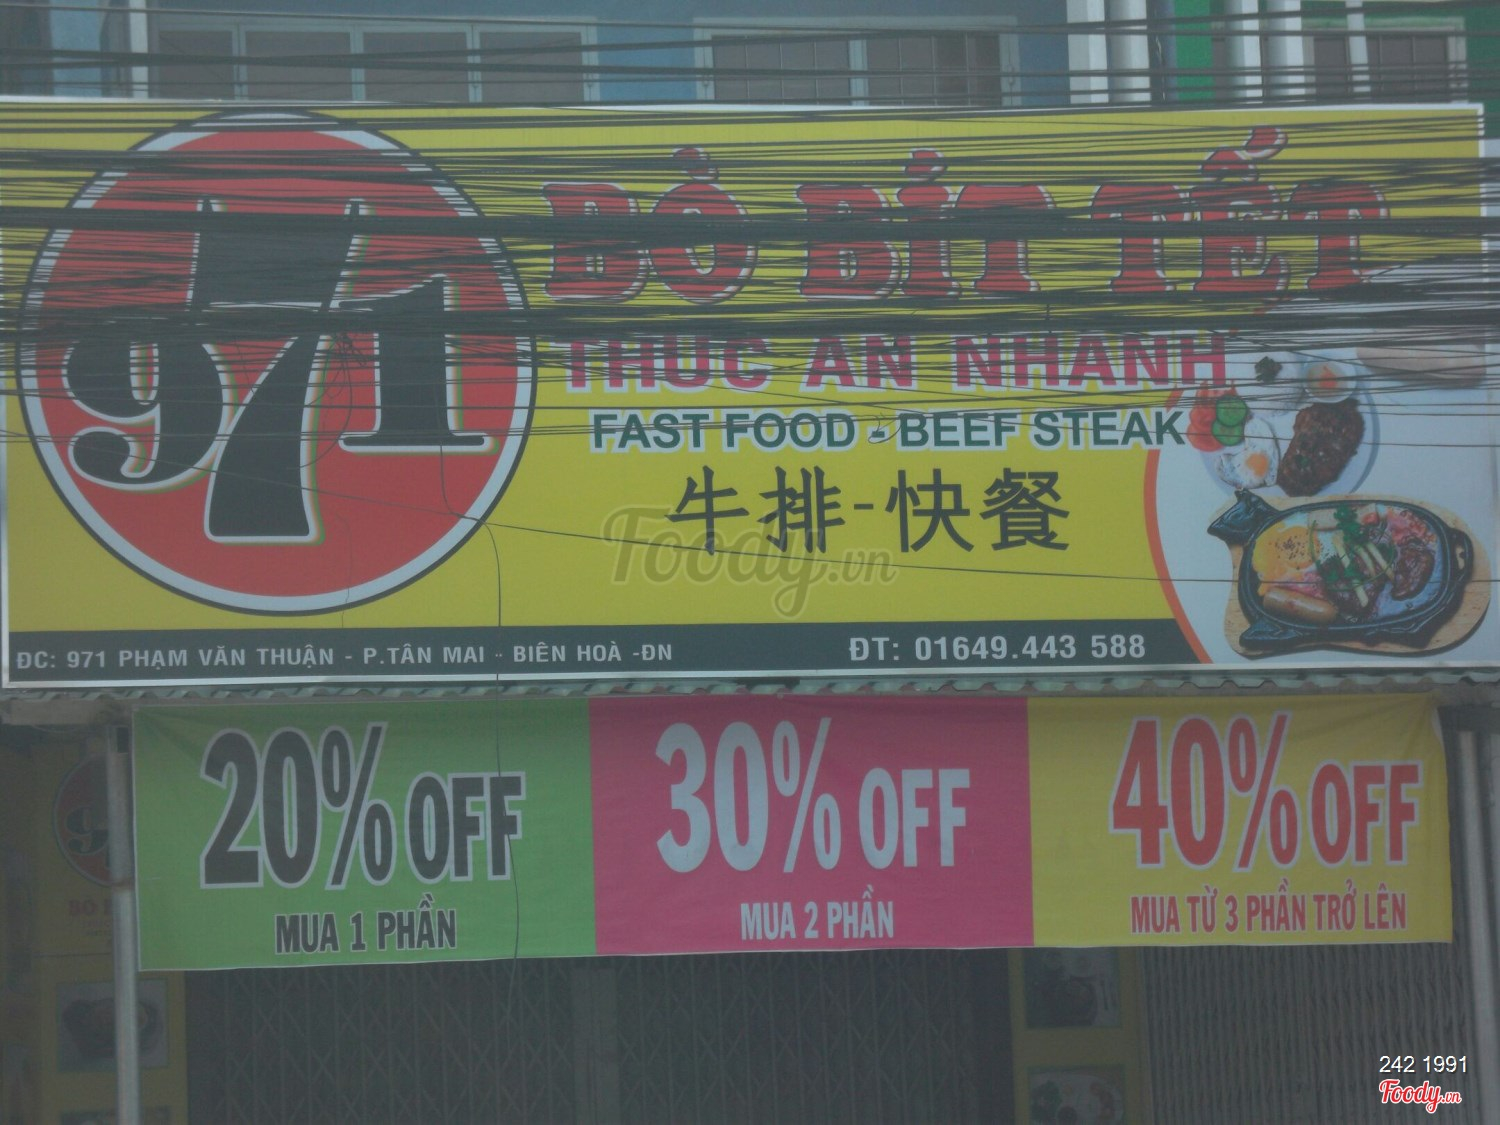 971
BÒ BÍT TẾT
THỨC ĂN NHANH
FAST FOOD - BEEF STEAK
牛排-快餐
Foody.vn
ĐC: 971 PHẠM VĂN THUẬN - P.TÂN MAI - BIÊN HOÀ -ĐN
ĐT: 01649.443 588
20% OFF
MUA 1 PHẦN
30% OFF
MUA 2 PHẦN
40% OFF
MUA TỪ 3 PHẦN TRỞ LÊN
242 1991
Foody.vn